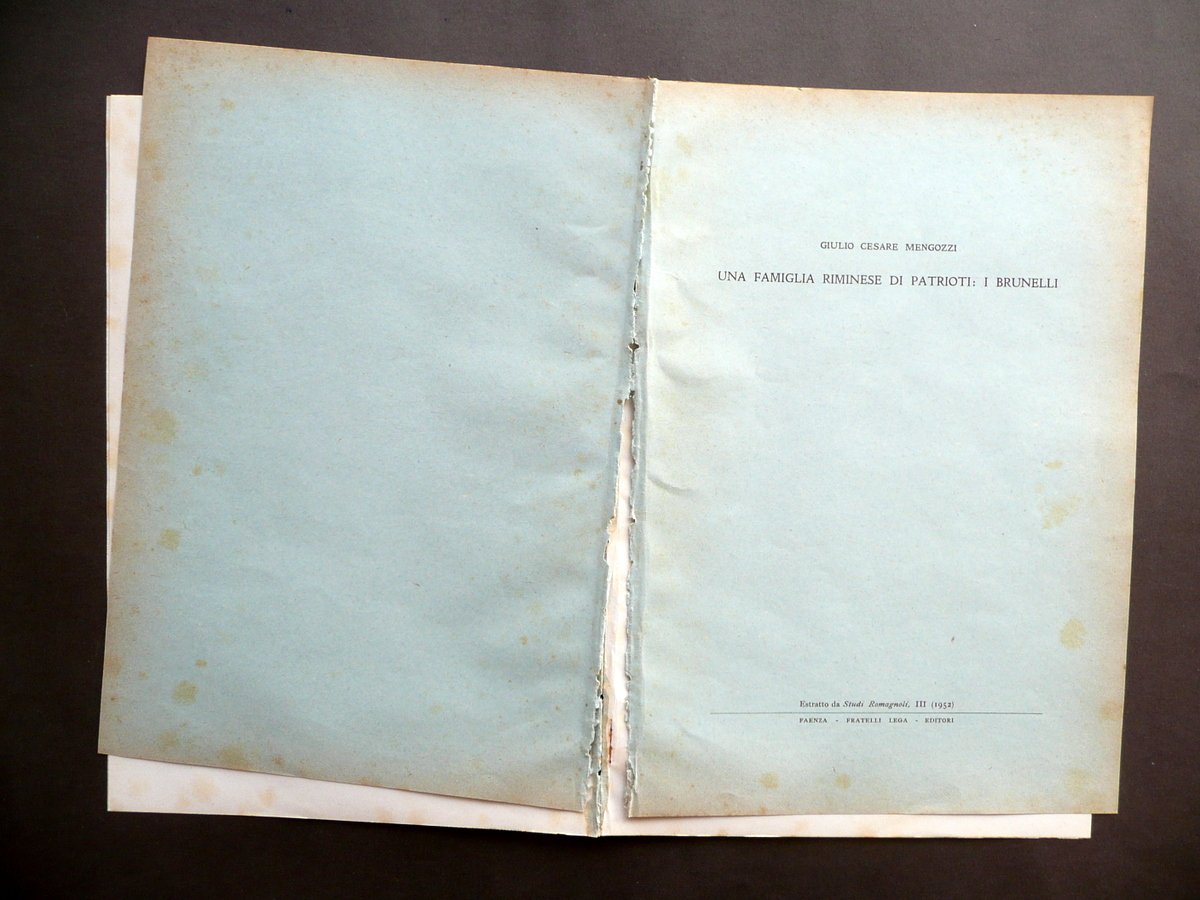 GIULIO CESARE MENGOZZI
UNA FAMIGLIA RIMINESE DI PATRIOTI: I BRUNELLI
Estratto da Studi Romagnoli, III (1952)
FAENZA - FRATELLI LEGA - EDITORI